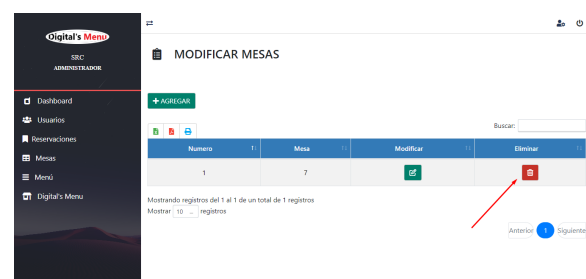 Digital's Menu
SRC
ADMINISTRADOR
Dashboard
Usuarios
Reservaciones
Mesas
Menú
Digital's Menu
MODIFICAR MESAS
+ AGREGAR
Buscar:
Numero Mesa Modificar Eliminar
1 7
Mostrando registros del 1 al 1 de un total de 1 registros
Mostrar 10 registros
Anterior 1 Siguiente